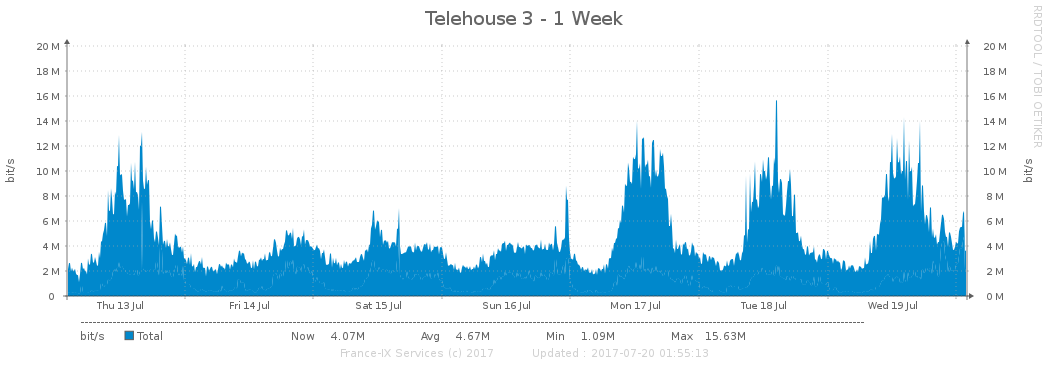 Telehouse 3 - 1 Week
RRDTOOL / TOBI OETIKER
bit/s
20 M 20 M
18 M 18 M
16 M 16 M
14 M 14 M
12 M 12 M
10 M 10 M
8 M 8 M
6 M 6 M
4 M 4 M
2 M 2 M
0 0 M
bit/s
Thu 13 Jul Fri 14 Jul Sat 15 Jul Sun 16 Jul Mon 17 Jul Tue 18 Jul Wed 19 Jul
bit/s Total Now 4.07M Avg 4.67M Min 1.09M Max 15.63M
France-IX Services (c) 2017 Updated : 2017-07-20 01:55:13